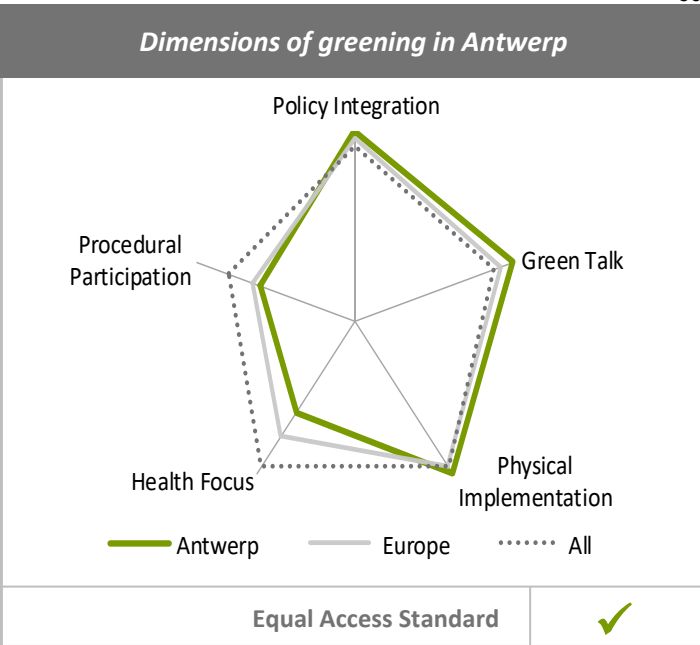 Dimensions of greening in Antwerp
Policy Integration
Procedural
Participation
Green Talk
Health Focus
Physical
Implementation
Antwerp
Europe
All
Equal Access Standard